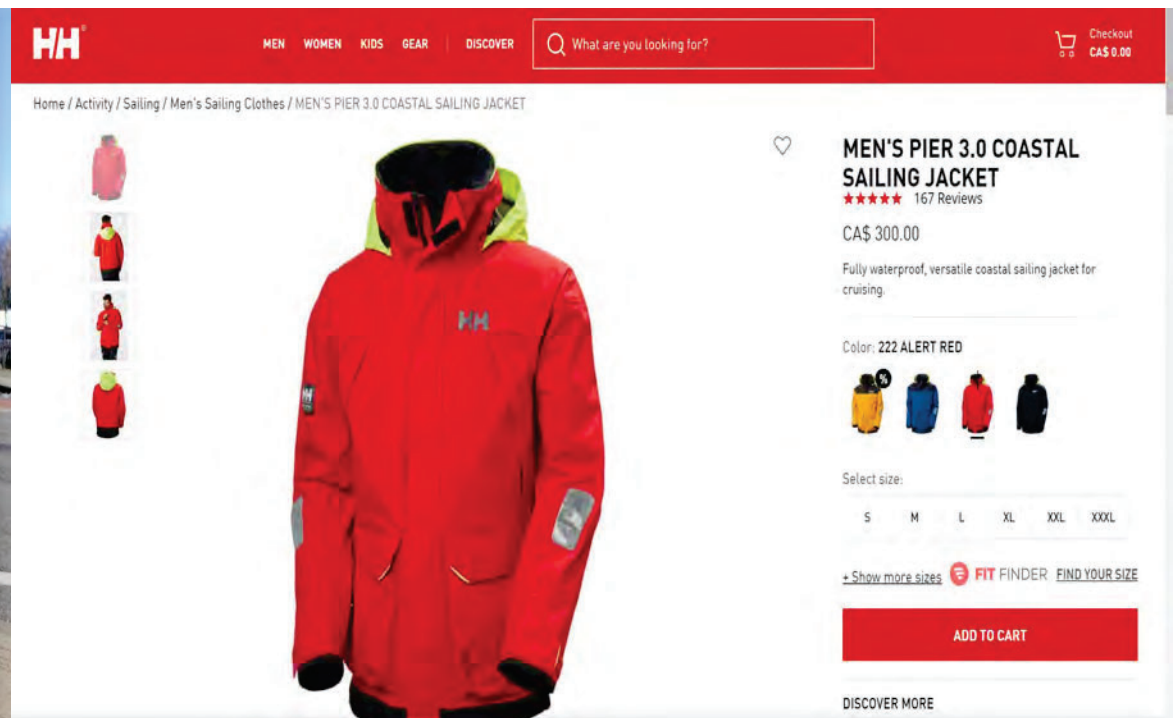 HH®
MEN WOMEN KIDS GEAR DISCOVER
What are you looking for?
Checkout
CA$ 0.00
Home / Activity / Sailing / Men's Sailing Clothes / MEN'S PIER 3.0 COASTAL SAILING JACKET
HH
HH
MEN'S PIER 3.0 COASTAL
SAILING JACKET
167 Reviews
CA$ 300.00
Fully waterproof, versatile coastal sailing jacket for
cruising.
Color: 222 ALERT RED
%
Select size:
S M L XL XXL XXXL
+ Show more sizes FIT FINDER FIND YOUR SIZE
ADD TO CART
DISCOVER MORE